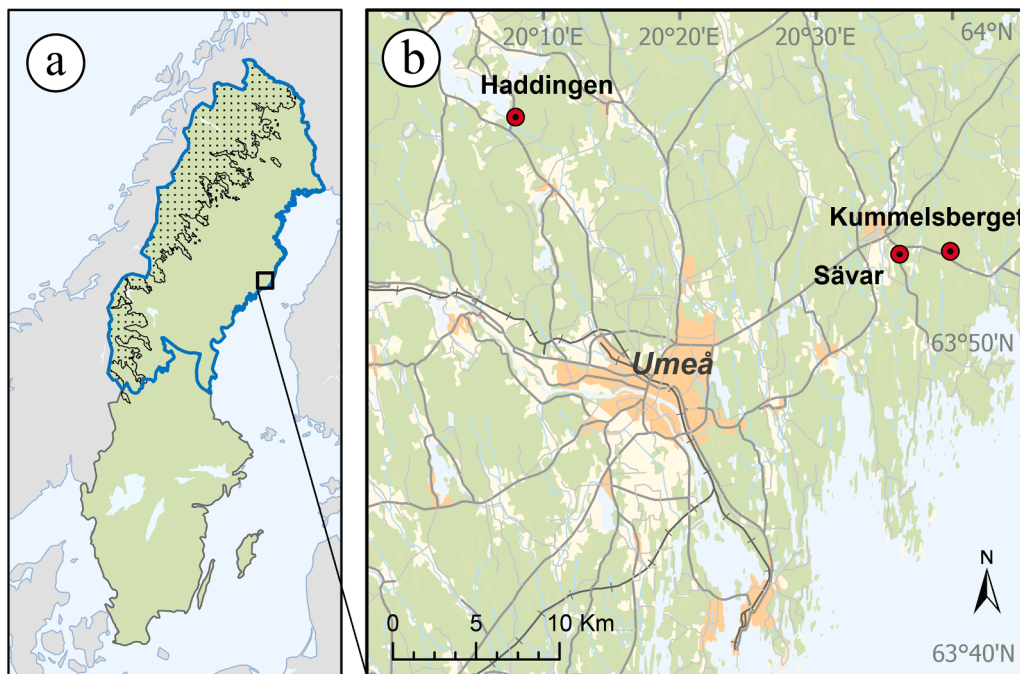 a
b
20°10'E
20°20'E
20°30'E
64°N
Haddingen
Kummelsberget
Sävar
63°50'N
Umeå
N
0
5
10 Km
63°40'N